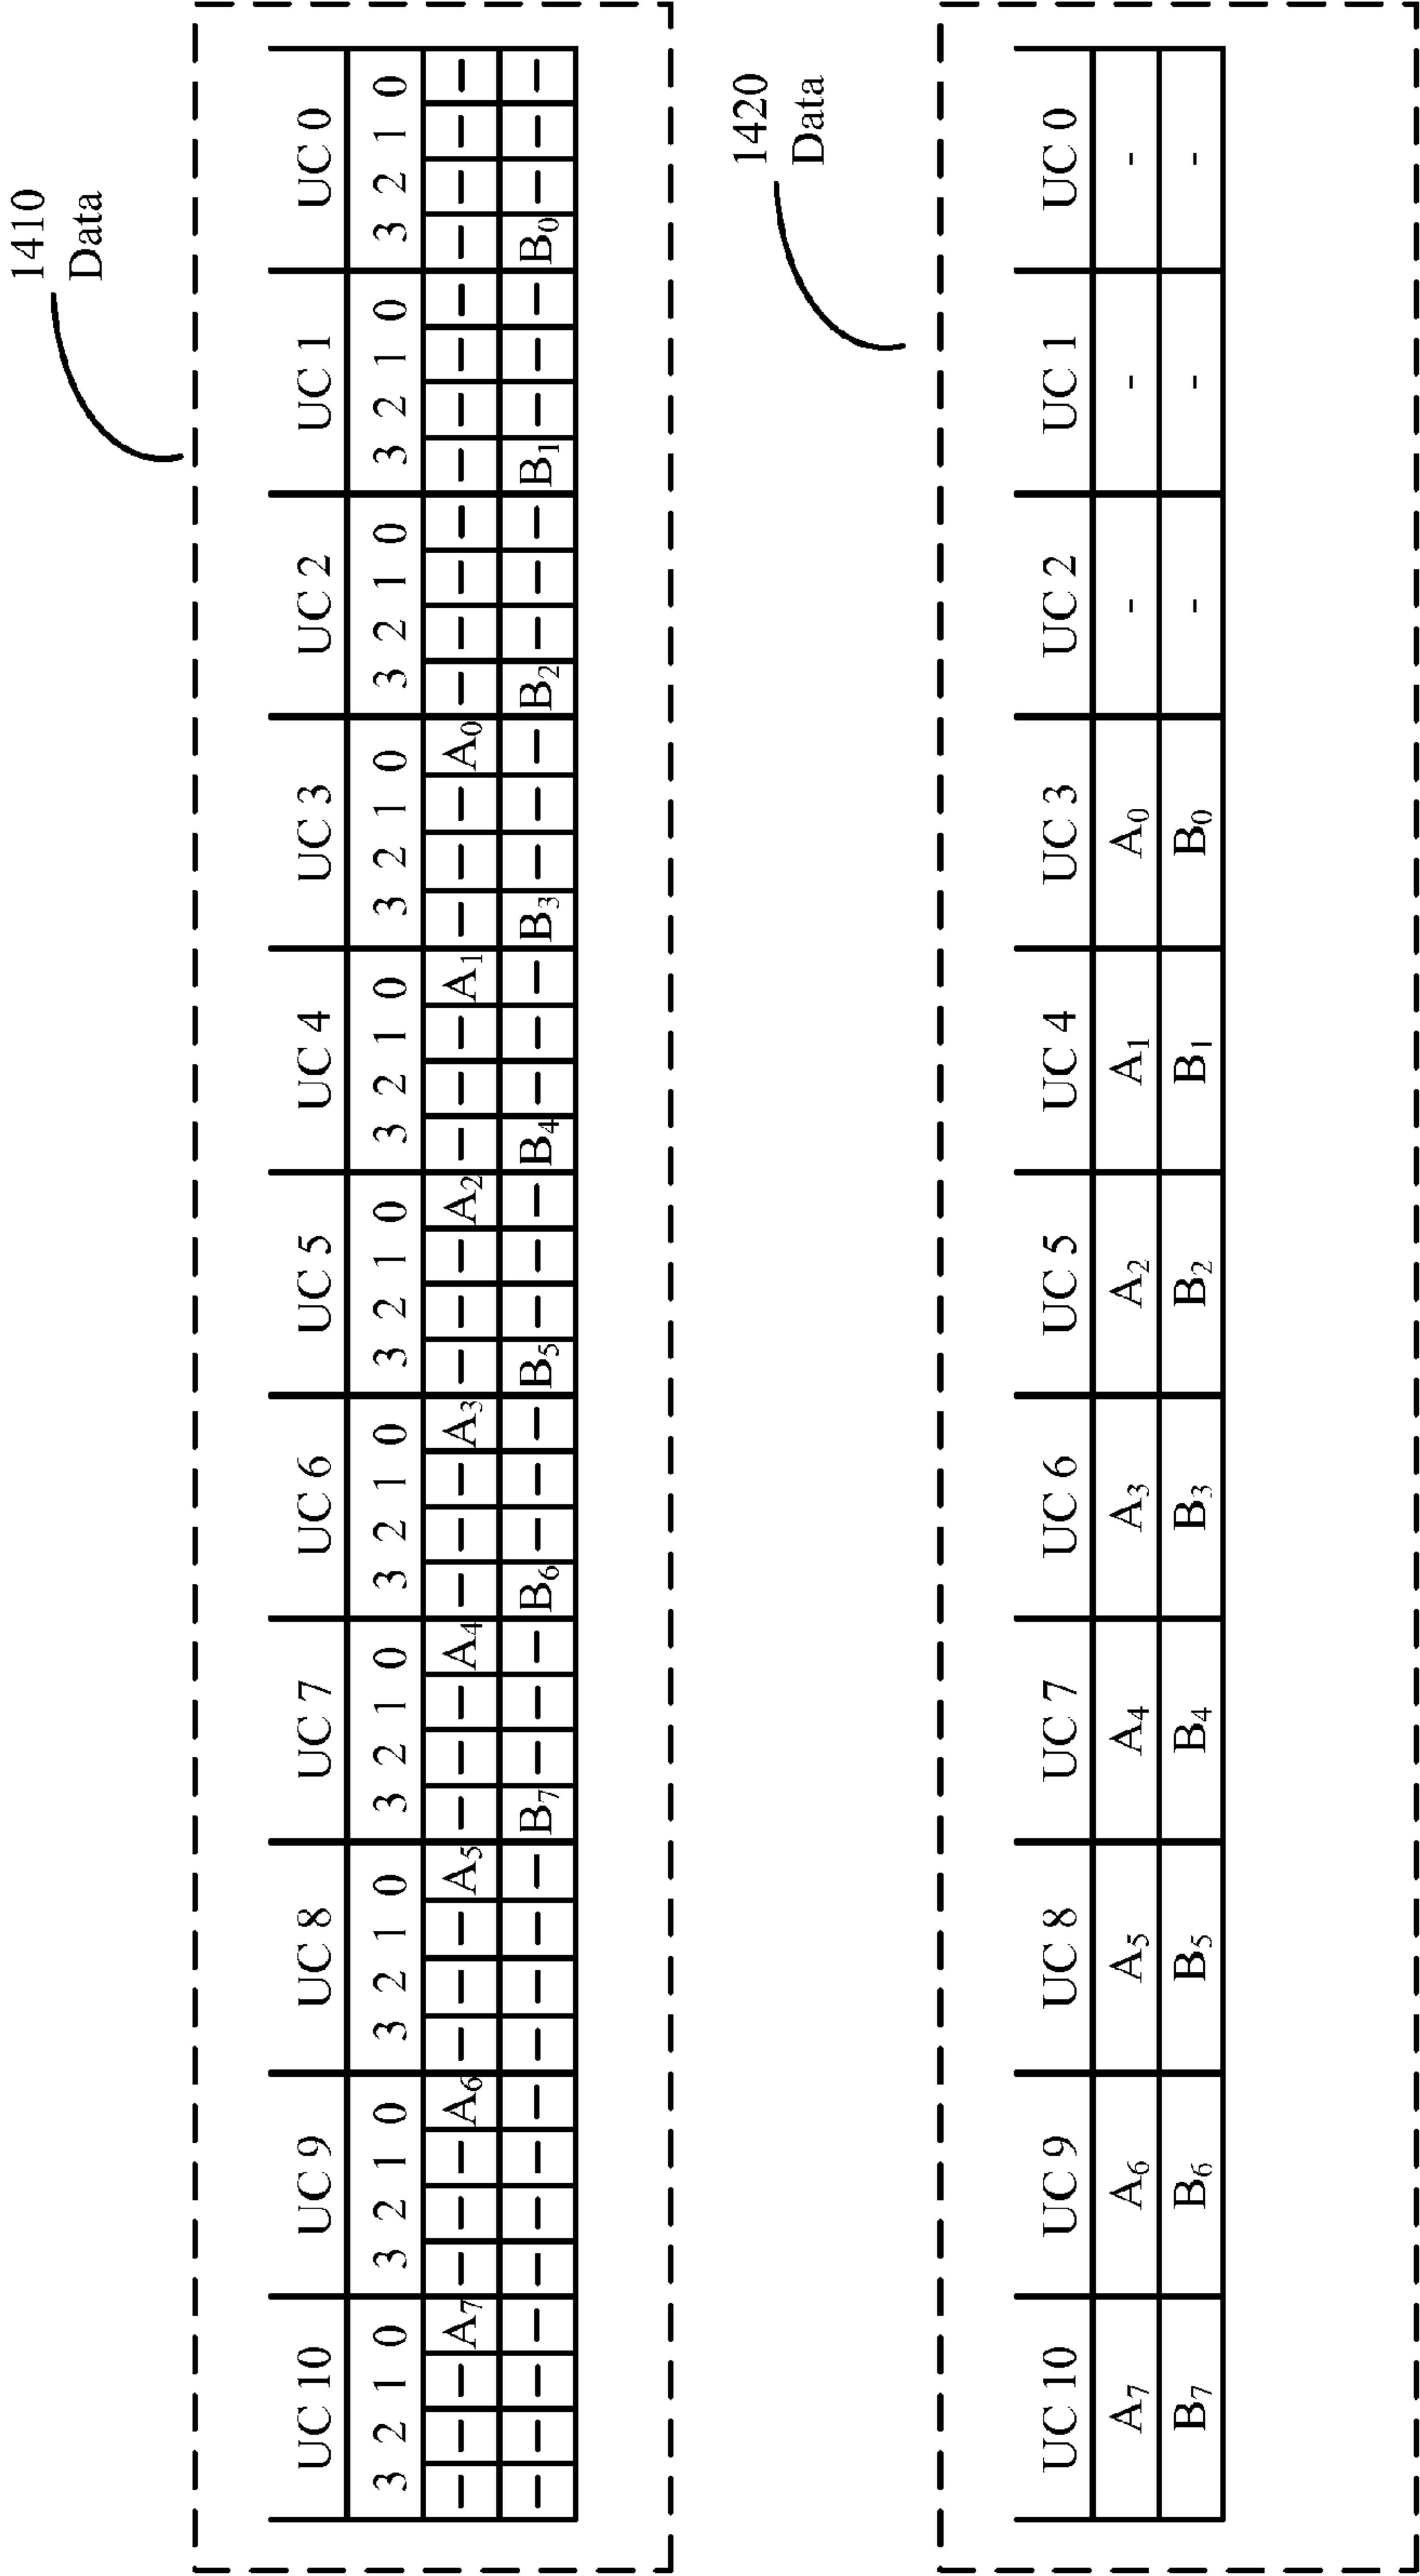 1410
Data
UC 10 UC 9 UC 8 UC 7 UC 6 UC 5 UC 4 UC 3 UC 2 UC 1 UC 0
3 2 1 0 3 2 1 0 3 2 1 0 3 2 1 0 3 2 1 0 3 2 1 0 3 2 1 0 3 2 1 0 3 2 1 0 3 2 1 0 3 2 1 0
— — — A₇ — — — A₆ — — — A₅ — — — A₄ — — — A₃ — — — A₂ — — — A₁ — — — A₀ — — — — — — — — — — — —
— — — — — — — — — — — — B₇ — — — B₆ — — — B₅ — — — B₄ — — — B₃ — — — B₂ — — — B₁ — — — B₀ — — —
1420
Data
UC 10 UC 9 UC 8 UC 7 UC 6 UC 5 UC 4 UC 3 UC 2 UC 1 UC 0
A₇ A₆ A₅ A₄ A₃ A₂ A₁ A₀ - - -
B₇ B₆ B₅ B₄ B₃ B₂ B₁ B₀ - - -